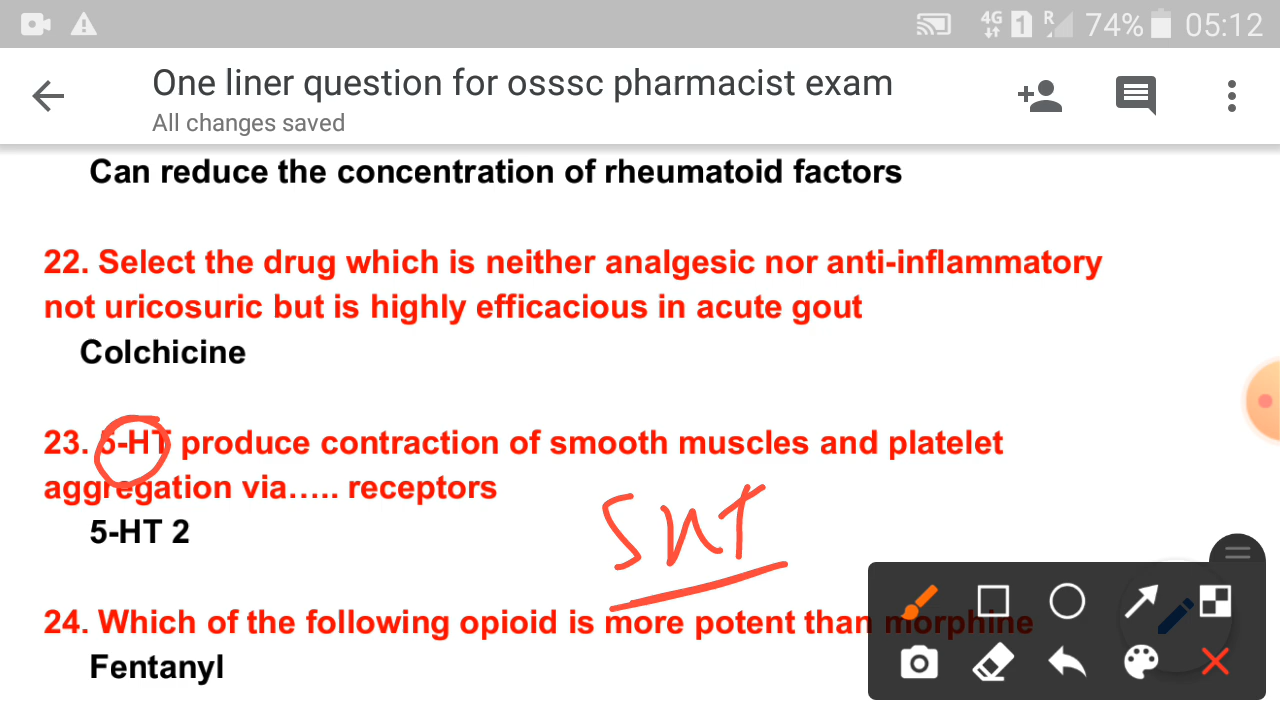 4G 1 R 74% 05:12
One liner question for osssc pharmacist exam
All changes saved
Can reduce the concentration of rheumatoid factors
22. Select the drug which is neither analgesic nor anti-inflammatory
not uricosuric but is highly efficacious in acute gout
Colchicine
23. 5-HT produce contraction of smooth muscles and platelet
aggregation via..... receptors
5-HT 2
5HT
24. Which of the following opioid is more potent than morphine
Fentanyl